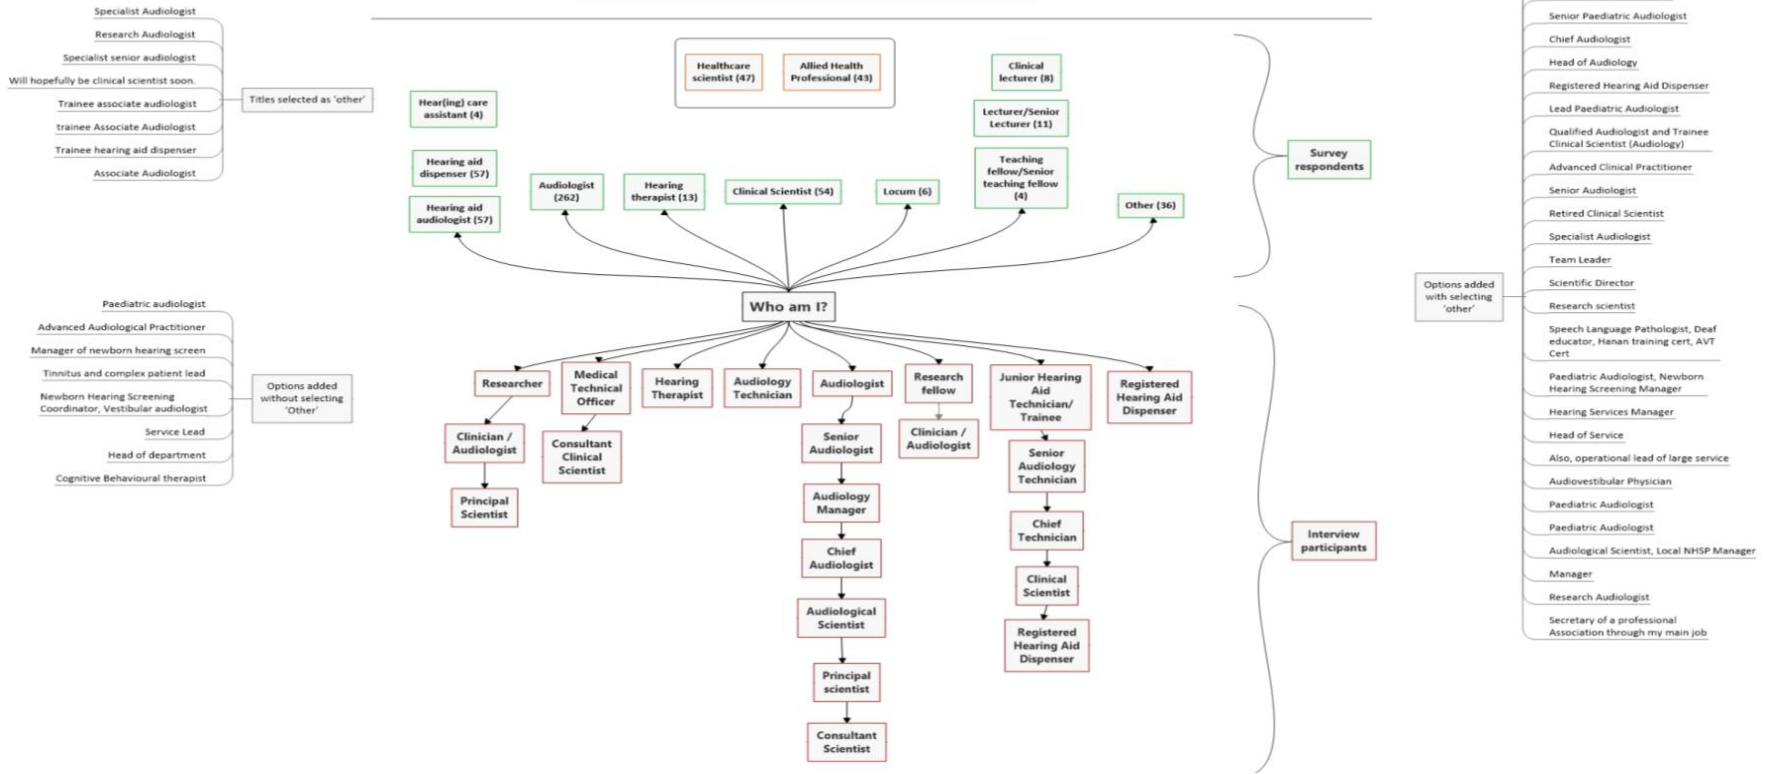 Specialist Audiologist
Research Audiologist
Specialist senior audiologist
Will hopefully be clinical scientist soon.
Trainee associate audiologist
trainee Associate Audiologist
Trainee hearing aid dispenser
Associate Audiologist
Titles selected as 'other'
Healthcare
scientist (47)
Allied Health
Professional (43)
Hear(ing) care
assistant (4)
Hearing aid
dispenser (57)
Hearing aid
audiologist (57)
Audiologist
(262)
Hearing
therapist (13)
Clinical Scientist (54)
Locum (6)
Clinical
lecturer (8)
Lecturer/Senior
Lecturer (11)
Teaching
fellow/Senior
teaching fellow
(4)
Other (36)
Survey
respondents
Who am I?
Paediatric audiologist
Advanced Audiological Practitioner
Manager of newborn hearing screen
Tinnitus and complex patient lead
Newborn Hearing Screening
Coordinator, Vestibular audiologist
Service Lead
Head of department
Cognitive Behavioural therapist
Options added
without selecting
'Other'
Researcher
Clinician /
Audiologist
Principal
Scientist
Medical
Technical
Officer
Consultant
Clinical
Scientist
Hearing
Therapist
Audiology
Technician
Audiologist
Senior
Audiologist
Audiology
Manager
Chief
Audiologist
Audiological
Scientist
Principal
scientist
Consultant
Scientist
Research
fellow
Clinician /
Audiologist
Junior Hearing
Aid
Technician/
Trainee
Senior
Audiology
Technician
Chief
Technician
Clinical
Scientist
Registered
Hearing Aid
Dispenser
Registered
Hearing Aid
Dispenser
Interview
participants
Options added
with selecting
'other'
Senior Paediatric Audiologist
Chief Audiologist
Head of Audiology
Registered Hearing Aid Dispenser
Lead Paediatric Audiologist
Qualified Audiologist and Trainee
Clinical Scientist (Audiology)
Advanced Clinical Practitioner
Senior Audiologist
Retired Clinical Scientist
Specialist Audiologist
Team Leader
Scientific Director
Research scientist
Speech Language Pathologist, Deaf
educator, Hanan training cert, AVT
Cert
Paediatric Audiologist, Newborn
Hearing Screening Manager
Hearing Services Manager
Head of Service
Also, operational lead of large service
Audiovestibular Physician
Paediatric Audiologist
Paediatric Audiologist
Audiological Scientist, Local NHSP Manager
Manager
Research Audiologist
Secretary of a professional
Association through my main job